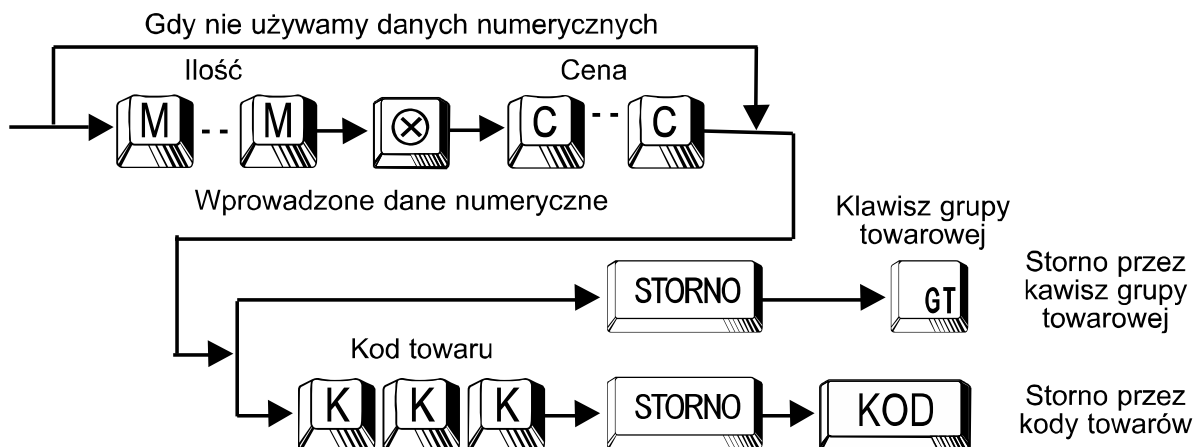 Gdy nie używamy danych numerycznych
Ilość Cena
M - - M ⊗ C - - C
Wprowadzone dane numeryczne
Klawisz grupy
towarowej
STORNO GT
Storno przez
kawisz grupy
towarowej
Kod towaru
K K K STORNO KOD
Storno przez
kody towarów